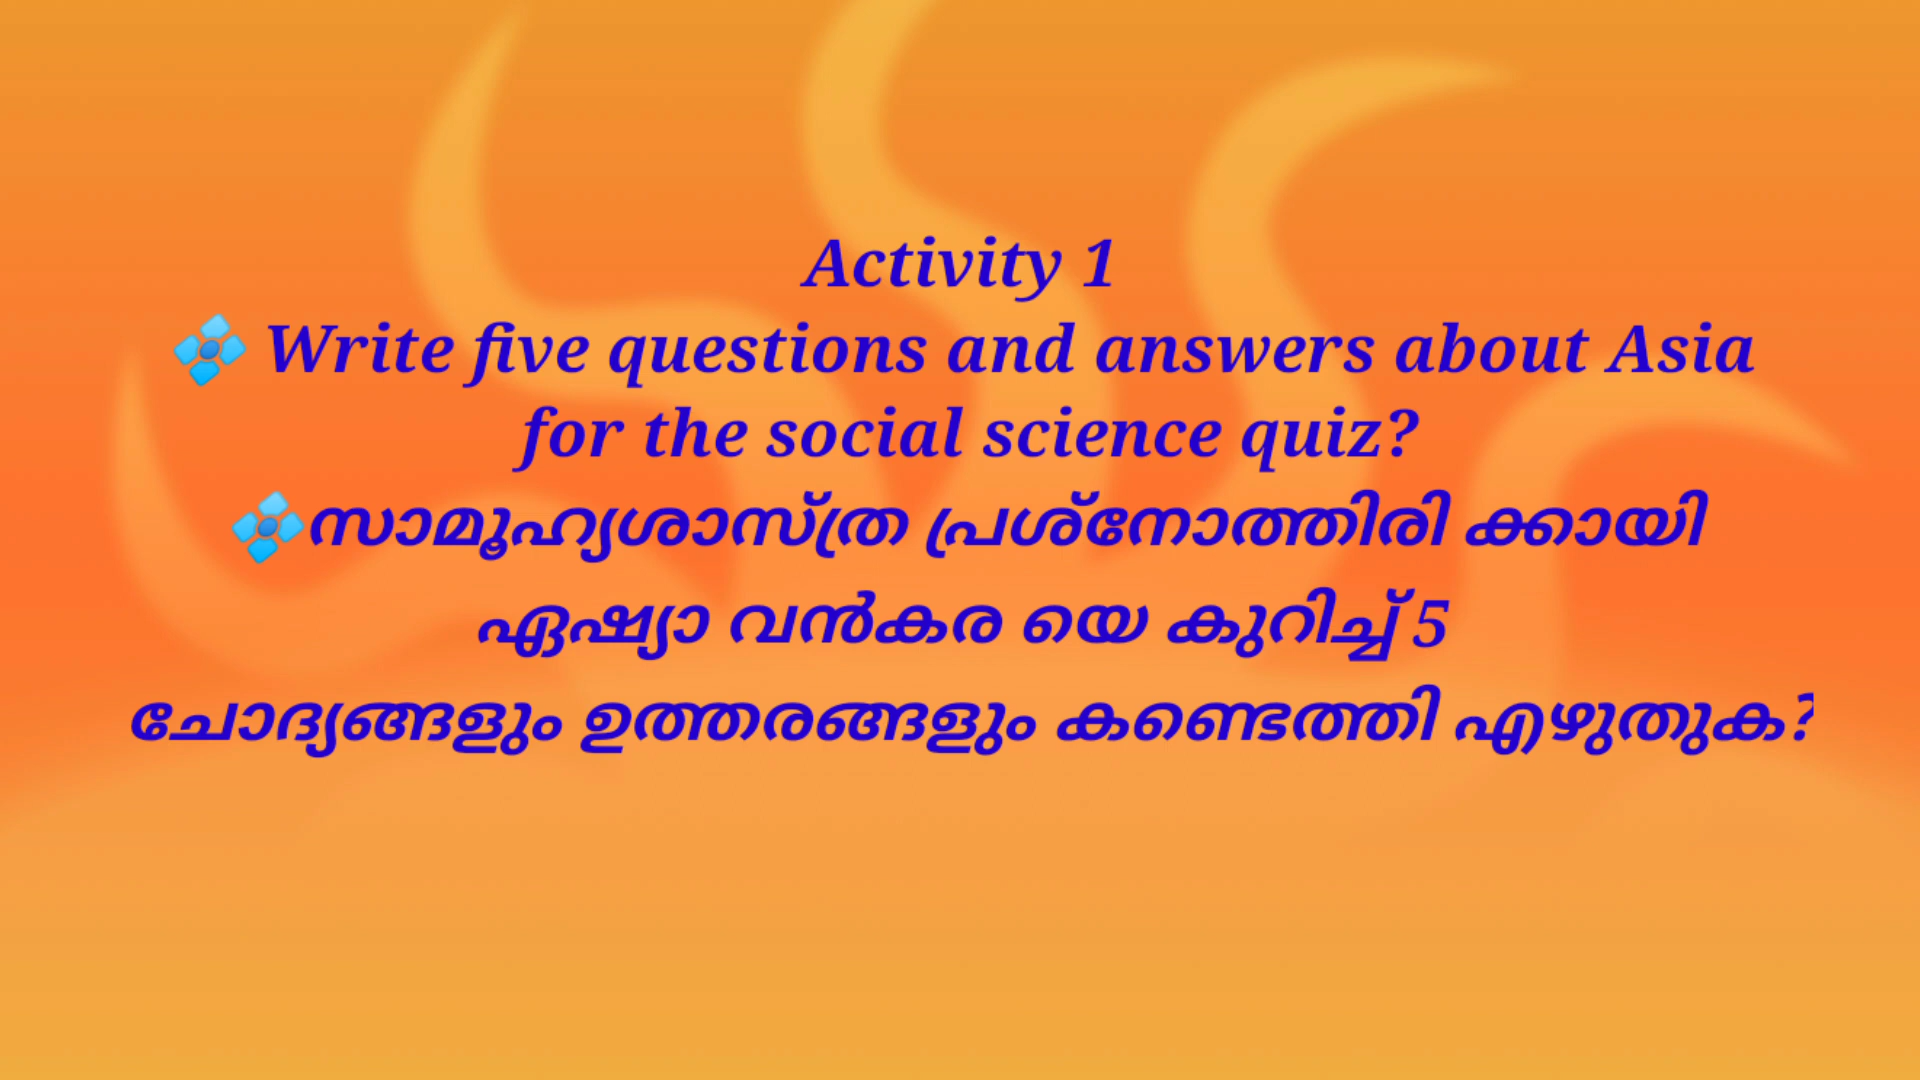 Activity 1
💠 Write five questions and answers about Asia
for the social science quiz?
💠സാമൂഹ്യശാസ്ത്ര പ്രശ്നോത്തിരി ക്കായി
ഏഷ്യാ വൻകര യെ കുറിച്ച് 5
ചോദ്യങ്ങളും ഉത്തരങ്ങളും കണ്ടെത്തി എഴുതുക?